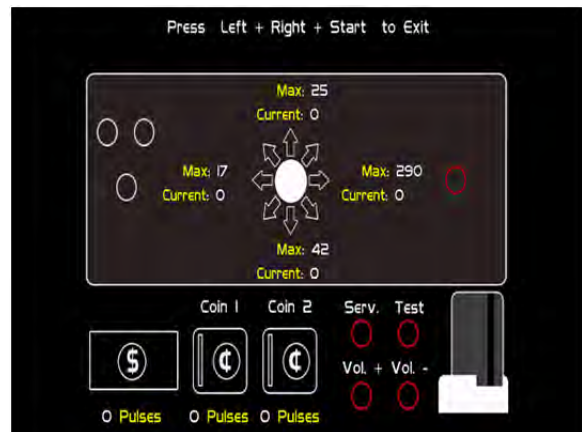 Press Left + Right + Start to Exit
Max: 25
Current: 0
Max: 17
Current: 0
Max: 290
Current: 0
Max: 42
Current: 0
Coin 1 Coin 2 Serv. Test
$ ¢ ¢
Vol. + Vol. -
0 Pulses 0 Pulses 0 Pulses